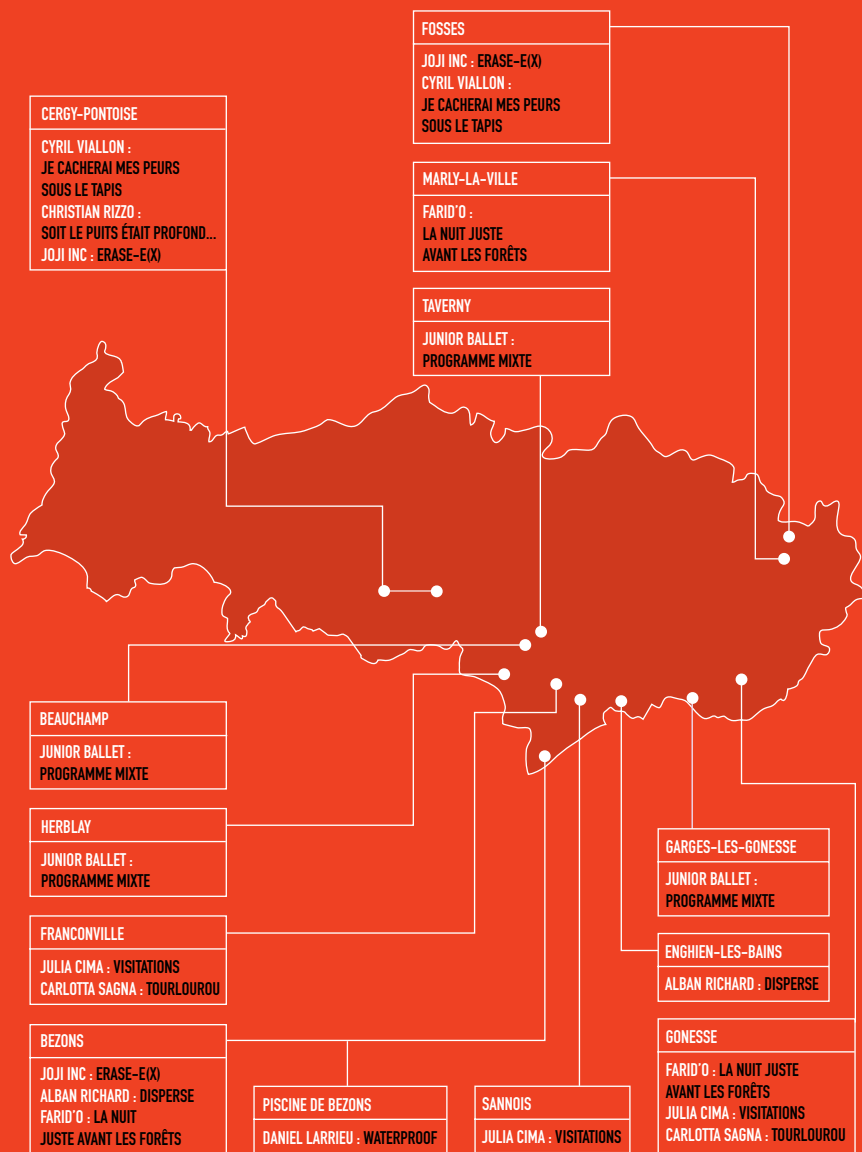 FOSSES
JOJI INC : ERASE-E(X)
CYRIL VIALLON :
JE CACHERAI MES PEURS
SOUS LE TAPIS
CERGY-PONTOISE
CYRIL VIALLON :
JE CACHERAI MES PEURS
SOUS LE TAPIS
CHRISTIAN RIZZO :
SOIT LE PUITS ÉTAIT PROFOND...
JOJI INC : ERASE-E(X)
MARLY-LA-VILLE
FARID'O :
LA NUIT JUSTE
AVANT LES FORÊTS
TAVERNY
JUNIOR BALLET :
PROGRAMME MIXTE
BEAUCHAMP
JUNIOR BALLET :
PROGRAMME MIXTE
HERBLAY
JUNIOR BALLET :
PROGRAMME MIXTE
FRANCONVILLE
JULIA CIMA : VISITATIONS
CARLOTTA SAGNA : TOURLOUROU
BEZONS
JOJI INC : ERASE-E(X)
ALBAN RICHARD : DISPERSE
FARID'O : LA NUIT
JUSTE AVANT LES FORÊTS
PISCINE DE BEZONS
DANIEL LARRIEU : WATERPROOF
SANNOIS
JULIA CIMA : VISITATIONS
GARGES-LES-GONESSE
JUNIOR BALLET :
PROGRAMME MIXTE
ENGHIEN-LES-BAINS
ALBAN RICHARD : DISPERSE
GONESSE
FARID'O : LA NUIT JUSTE
AVANT LES FORÊTS
JULIA CIMA : VISITATIONS
CARLOTTA SAGNA : TOURLOUROU